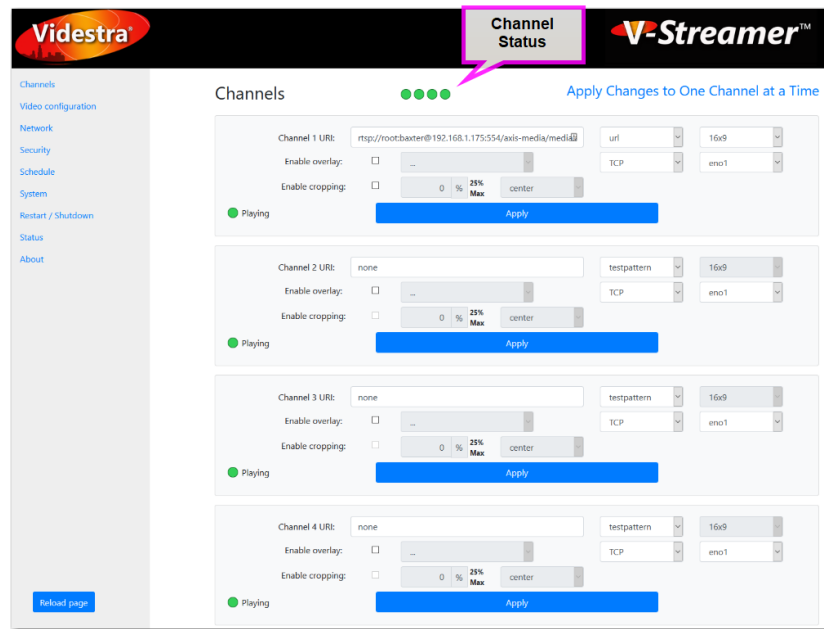 Videstra®
Channel
Status
V-Streamer™
Channels
Video configuration
Network
Security
Schedule
System
Restart / Shutdown
Status
About
Reload page
Channels
Apply Changes to One Channel at a Time
Channel 1 URI: rtsp://root:baxter@192.168.1.175:554/axis-media/media url 16x9
Enable overlay: -- TCP eno1
Enable cropping: 0 % 25% Max center
Playing Apply
Channel 2 URI: none testpattern 16x9
Enable overlay: -- TCP eno1
Enable cropping: 0 % 25% Max center
Playing Apply
Channel 3 URI: none testpattern 16x9
Enable overlay: -- TCP eno1
Enable cropping: 0 % 25% Max center
Playing Apply
Channel 4 URI: none testpattern 16x9
Enable overlay: -- TCP eno1
Enable cropping: 0 % 25% Max center
Playing Apply